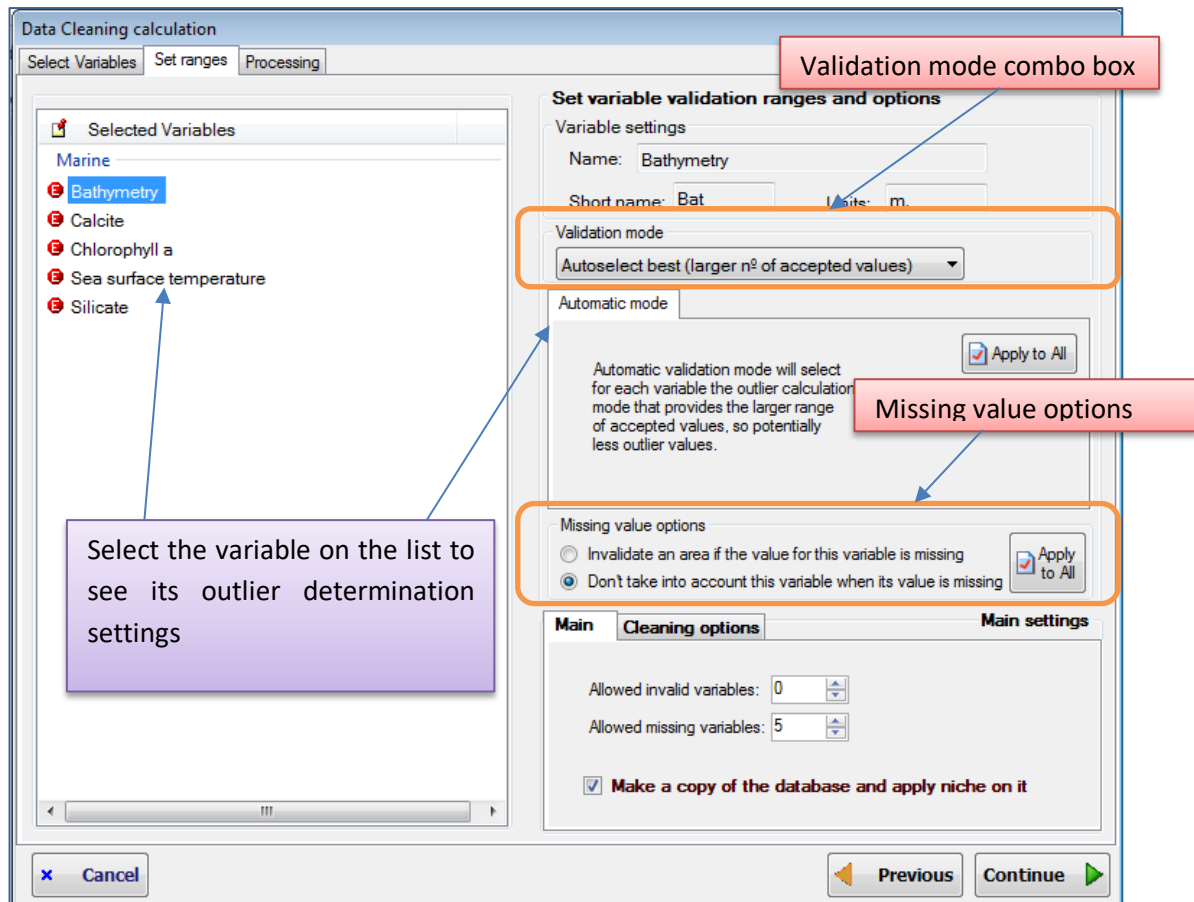 Data Cleaning calculation
Select Variables Set ranges Processing
Validation mode combo box
Selected Variables
Marine
Bathymetry
Calcite
Chlorophyll a
Sea surface temperature
Silicate
Select the variable on the list to
see its outlier determination
settings
Set variable validation ranges and options
Variable settings
Name: Bathymetry
Short name: Bat Units: m.
Validation mode
Autoselect best (larger nº of accepted values)
Automatic mode
Apply to All
Automatic validation mode will select
for each variable the outlier calculation
mode that provides the larger range
of accepted values, so potentially
less outlier values.
Missing value options
Missing value options
Invalidate an area if the value for this variable is missing
Don't take into account this variable when its value is missing
Apply
to All
Main Cleaning options Main settings
Allowed invalid variables: 0
Allowed missing variables: 5
Make a copy of the database and apply niche on it
Cancel
Previous
Continue